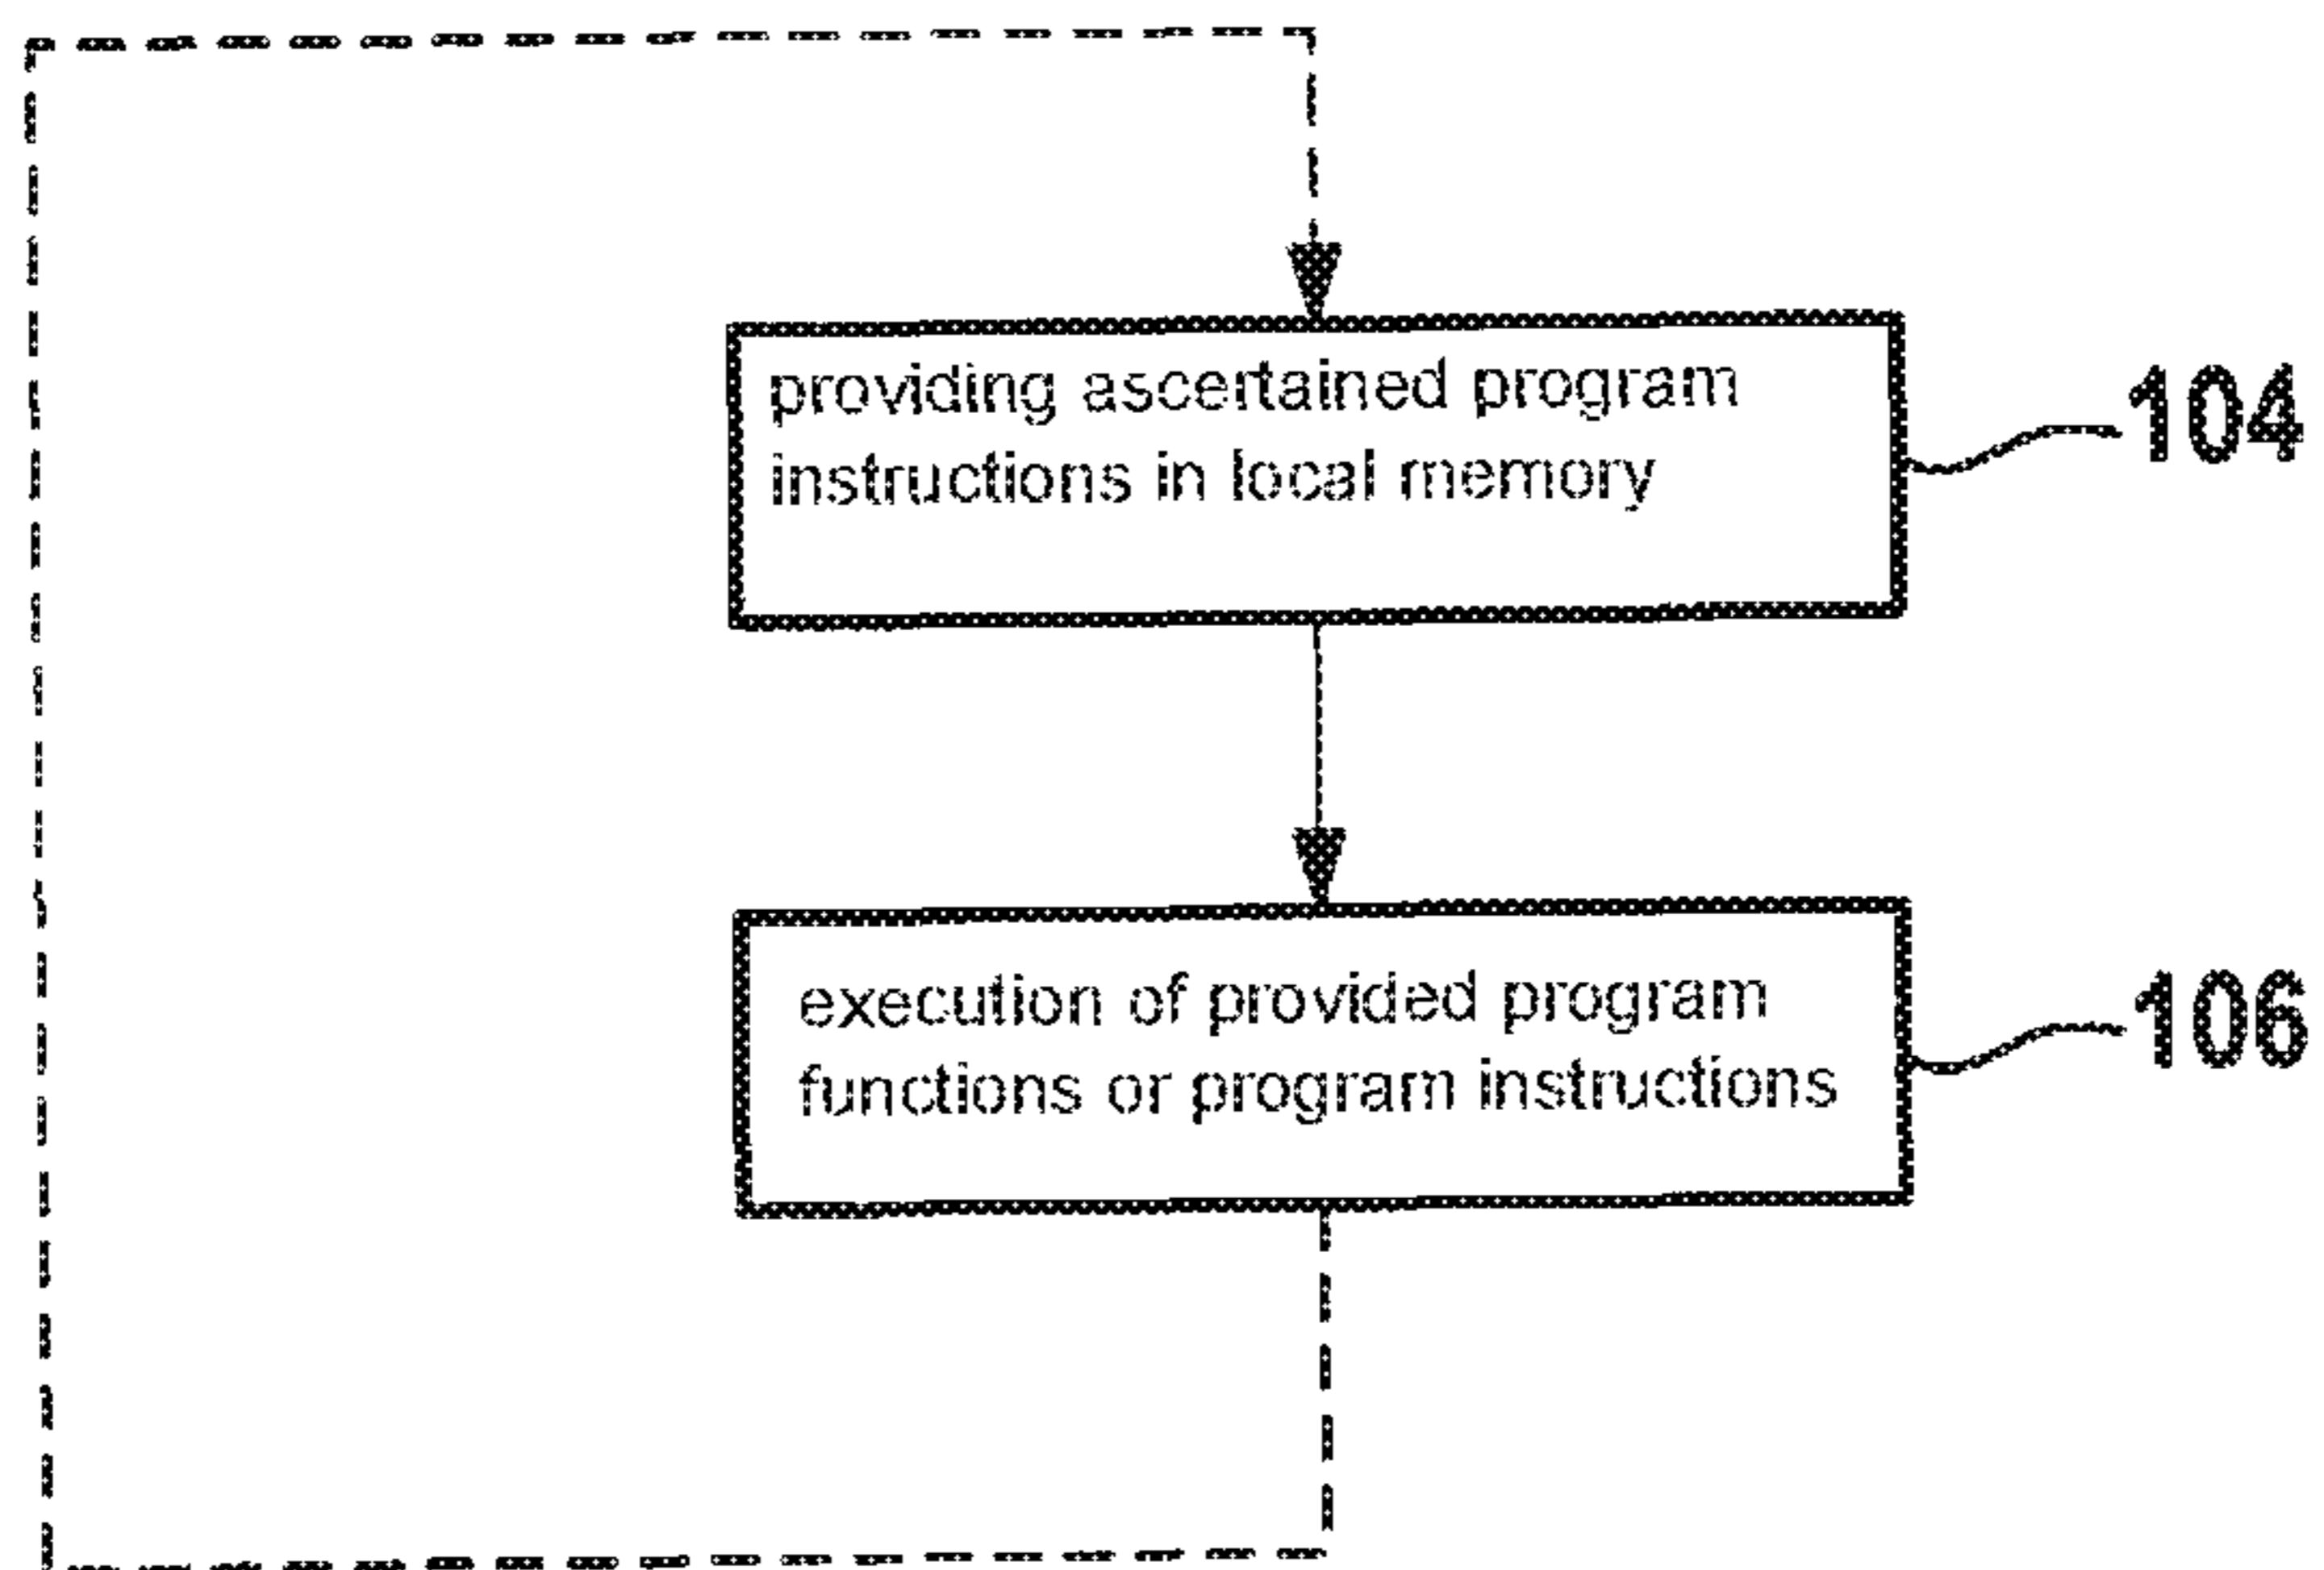 providing ascertained program
instructions in local memory
104
execution of provided program
functions or program instructions
106